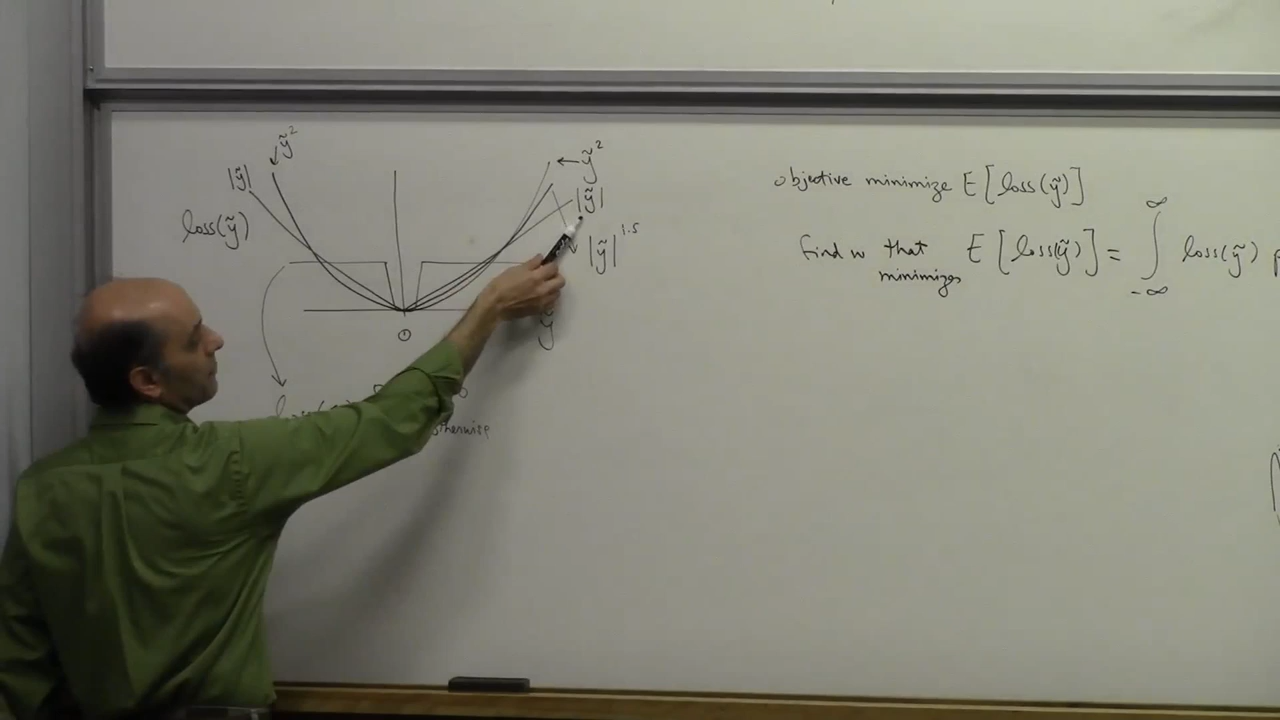 ỹ²
|ỹ|
loss(ỹ)
ỹ²
|ỹ|
|ỹ|^1.5
ỹ
0
otherwise
objective minimize E[loss(ỹ)]
find w that minimizes E[loss(ỹ)] = ∫_{-∞}^{∞} loss(ỹ)